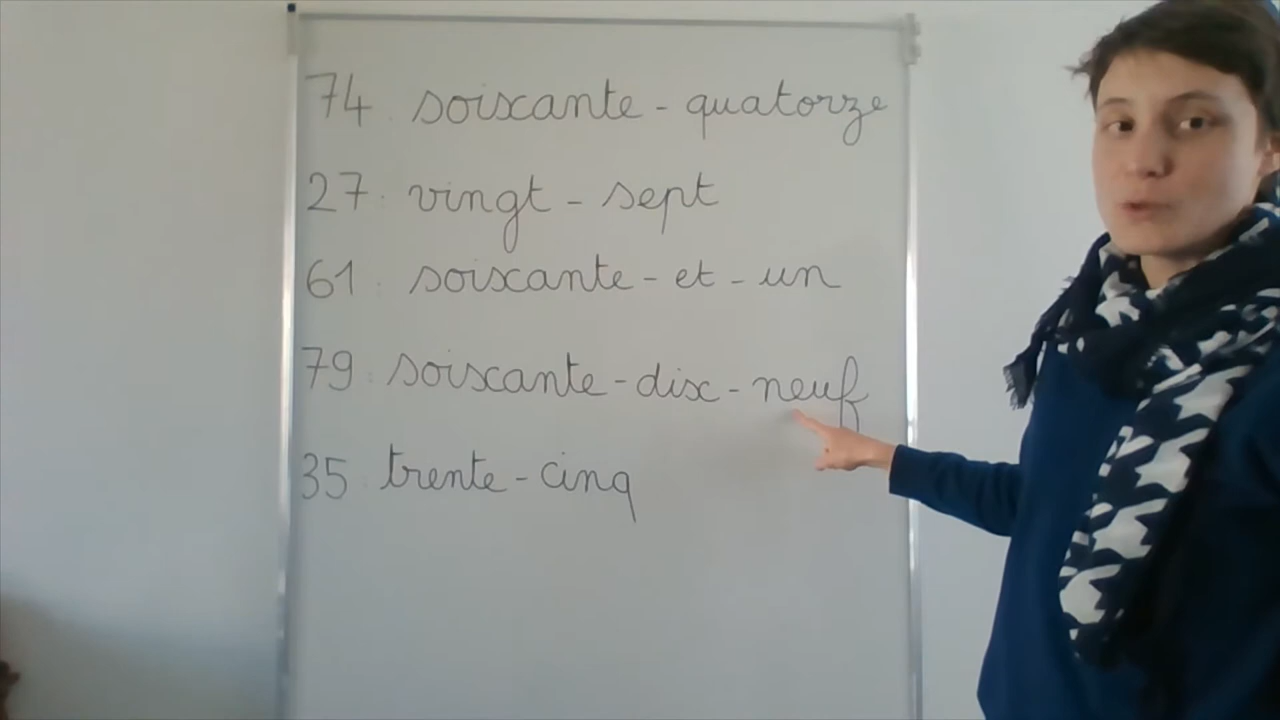 74. soixante-quatorze
27. vingt-sept
61. soixante-et-un
79. soixante-dix-neuf
35 trente-cinq